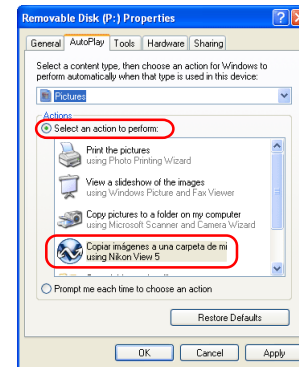 Removable Disk (P:) Properties
General AutoPlay Tools Hardware Sharing
Select a content type, then choose an action for Windows to
perform automatically when that type is used in this device:
Pictures
Actions
Select an action to perform:
Print the pictures
using Photo Printing Wizard
View a slideshow of the images
using Windows Picture and Fax Viewer
Copy pictures to a folder on my computer
using Microsoft Scanner and Camera Wizard
Copiar imágenes a una carpeta de mi
using Nikon View 5
Prompt me each time to choose an action
Restore Defaults
OK Cancel Apply